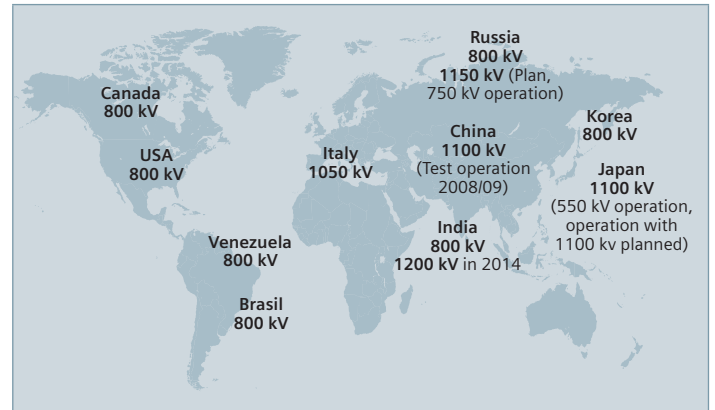 Russia
800 kV
1150 kV (Plan,
750 kV operation)
Canada
800 kV
Korea
800 kV
China
1100 kV
(Test operation
2008/09)
USA
800 kV
Italy
1050 kV
Japan
1100 kV
(550 kV operation,
operation with
1100 kv planned)
India
800 kV
1200 kV in 2014
Venezuela
800 kV
Brasil
800 kV